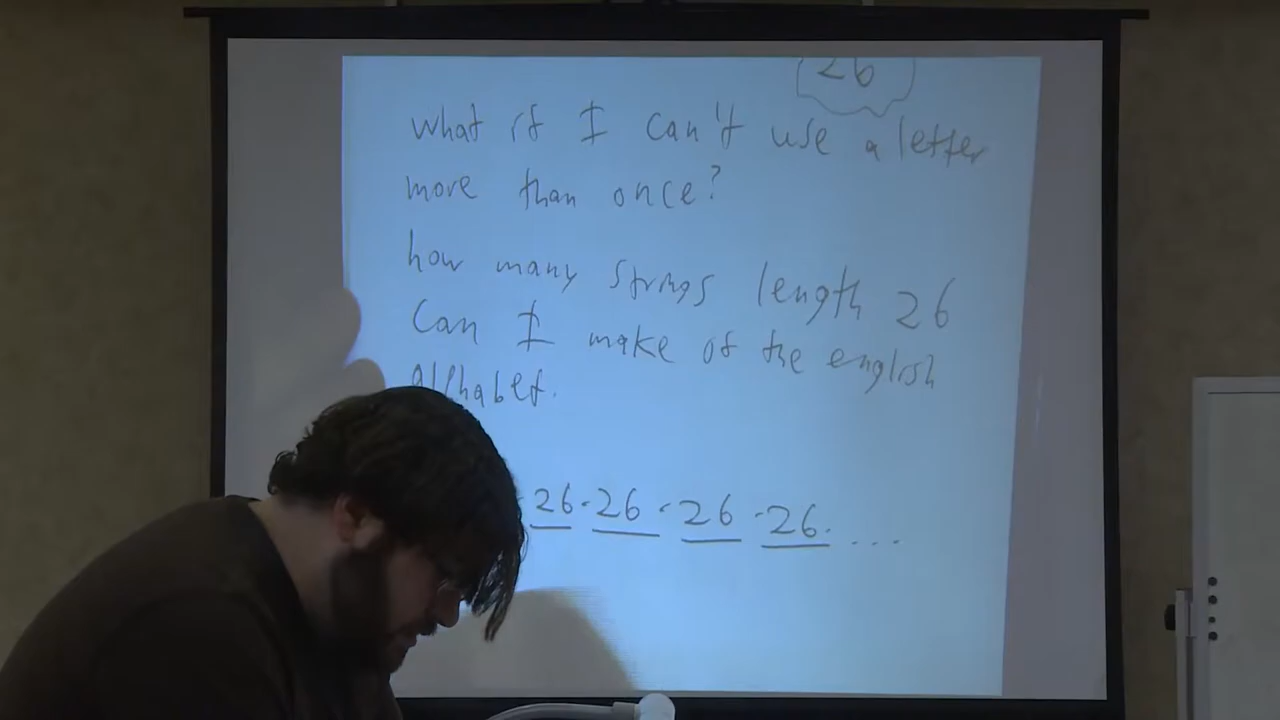 26
what if I can't use a letter
more than once?
how many strings length 26
Can I make of the english
alphabet.
26 · 26 · 26 · 26 · ...